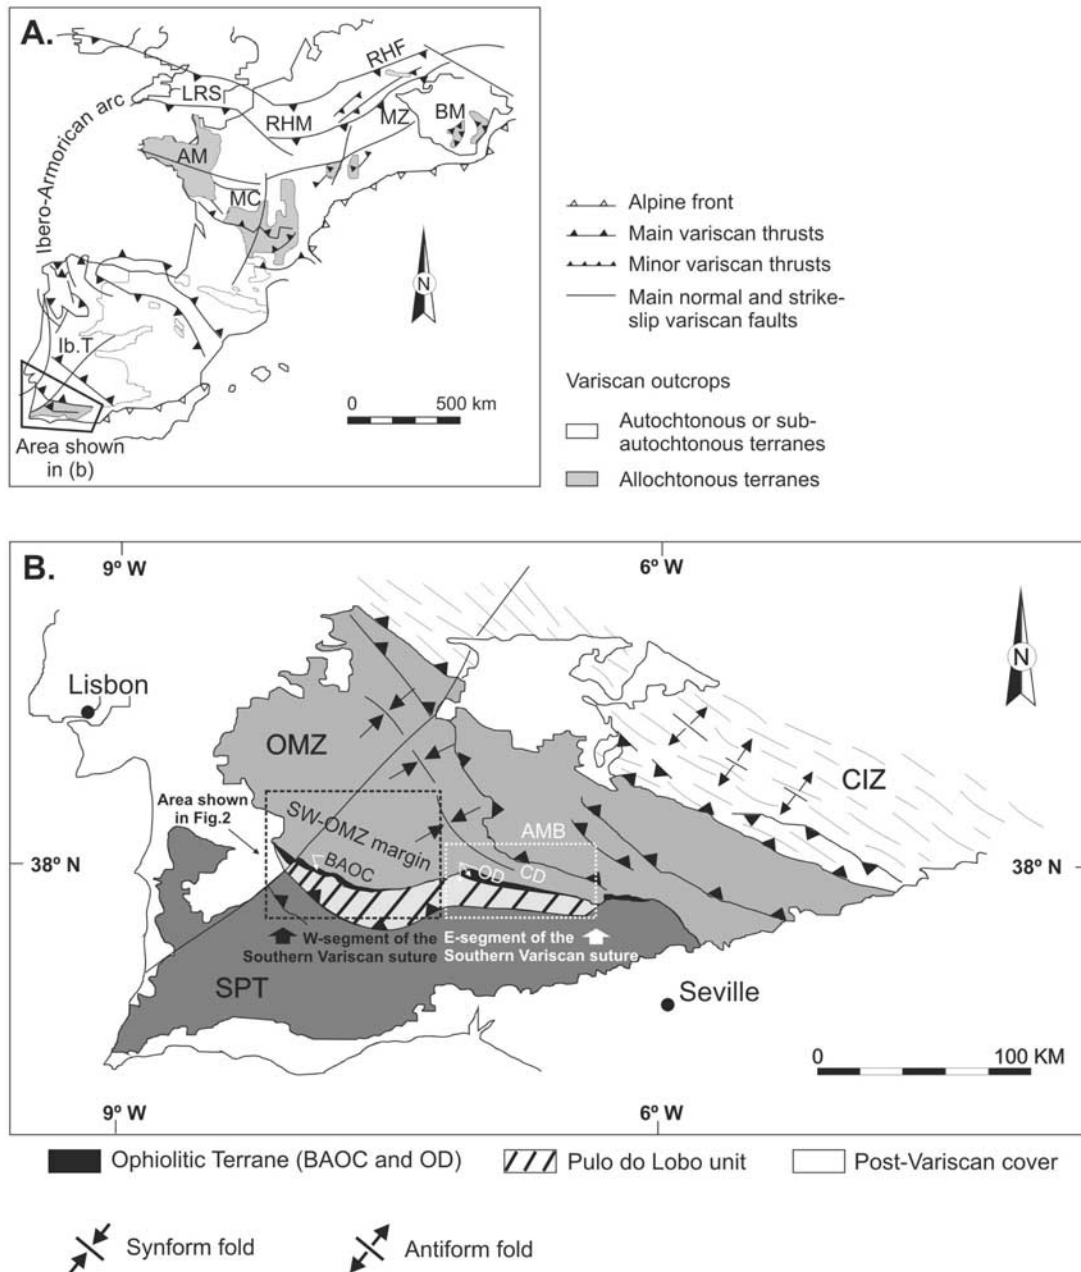 A.
Ibero-Armorican arc
LRS
RHF
RHM
MZ
BM
AM
MC
N
Ib.T
0 500 km
Area shown
in (b)
Alpine front
Main variscan thrusts
Minor variscan thrusts
Main normal and strike-
slip variscan faults
Variscan outcrops
Autochtonous or sub-
autochtonous terranes
Allochtonous terranes
B.
9º W
6º W
N
Lisbon
OMZ
CIZ
Area shown
in Fig.2
SW-OMZ margin
AMB
38º N
38º N
BAOC
OD
CD
W-segment of the
Southern Variscan suture
E-segment of the
Southern Variscan suture
SPT
Seville
0 100 KM
9º W
6º W
Ophiolitic Terrane (BAOC and OD)
Pulo do Lobo unit
Post-Variscan cover
Synform fold
Antiform fold